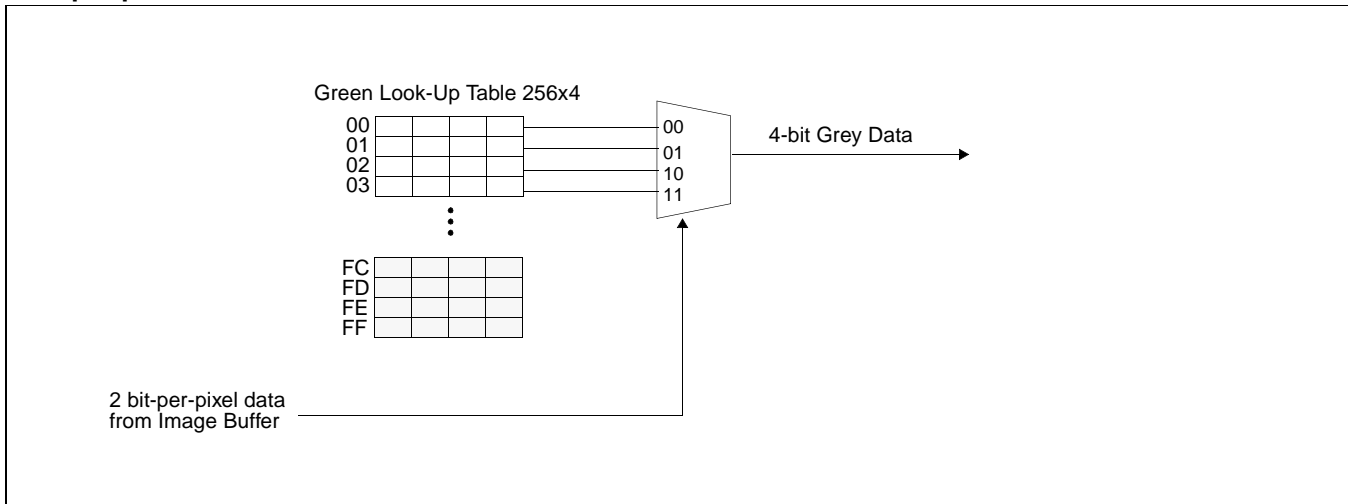 Green Look-Up Table 256x4
00
01
02
03
00
01
10
11
4-bit Grey Data
FC
FD
FE
FF
2 bit-per-pixel data
from Image Buffer